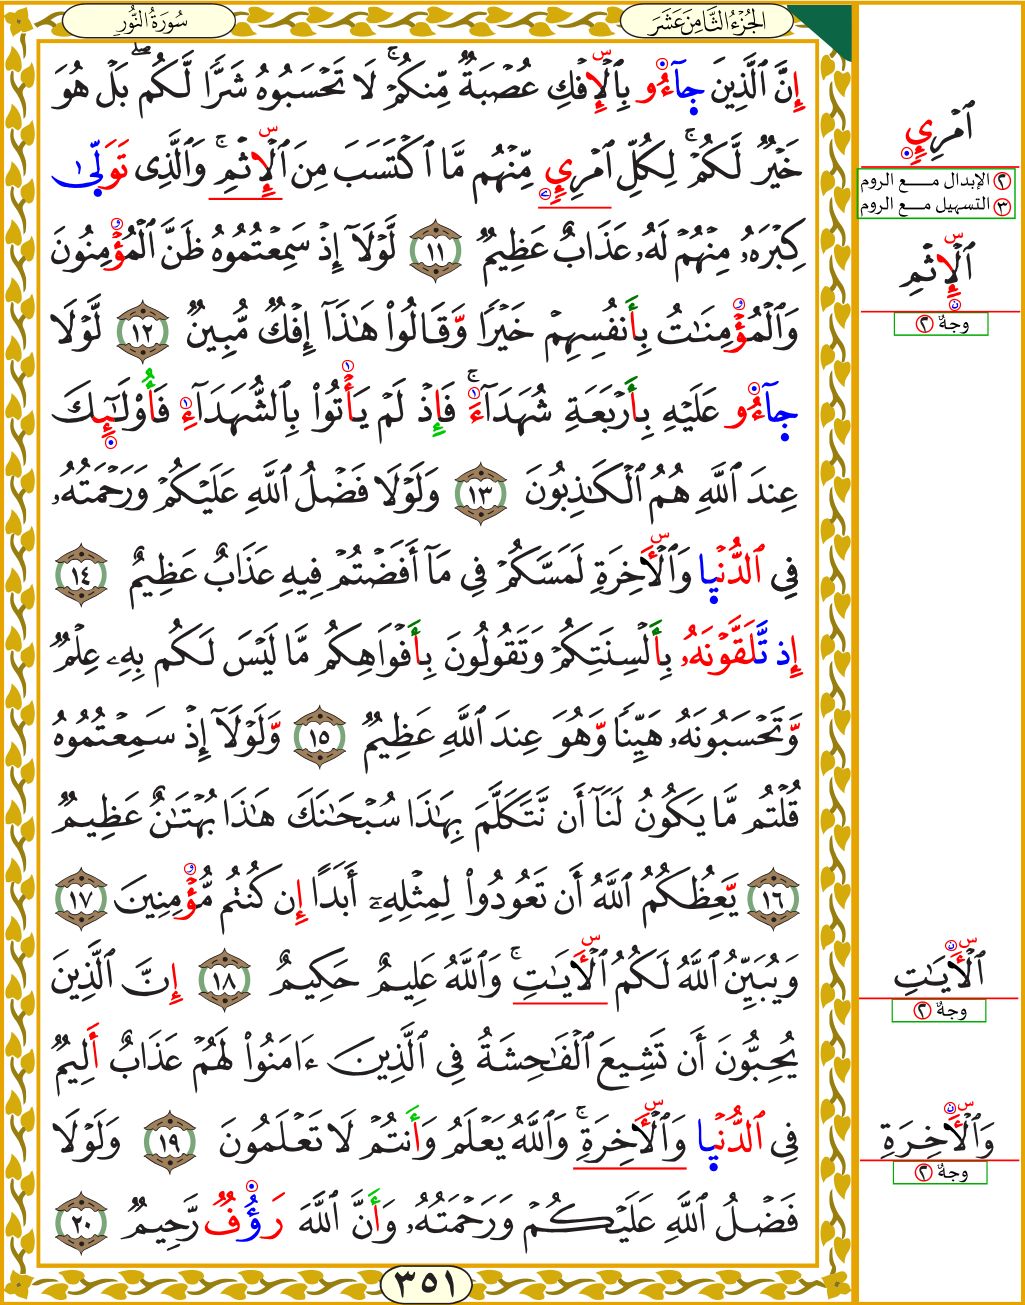 الجُزْءُ الثَّامِنَ عَشَرَ
سُورَةُ النُّورِ
إِنَّ ٱلَّذِينَ جَآءُو بِٱلۡإِفۡكِ عُصۡبَةٞ مِّنكُمۡۚ لَا تَحۡسَبُوهُ شَرّٗا لَّكُمۖ بَلۡ هُوَ
خَيۡرٞ لَّكُمۡۚ لِكُلِّ ٱمۡرِيٕٖ مِّنۡهُم مَّا ٱكۡتَسَبَ مِنَ ٱلۡإِثۡمِۚ وَٱلَّذِي تَوَلَّىٰ
كِبۡرَهُۥ مِنۡهُمۡ لَهُۥ عَذَابٌ عَظِيمٞ ١١ لَّوۡلَآ إِذۡ سَمِعۡتُمُوهُ ظَنَّ ٱلۡمُؤۡمِنُونَ
وَٱلۡمُؤۡمِنَٰتُ بِأَنفُسِهِمۡ خَيۡرٗا وَّقَالُواْ هَٰذَآ إِفۡكٞ مُّبِينٞ ١٢ لَّوۡلَا
جَآءُو عَلَيۡهِ بِأَرۡبَعَةِ شُهَدَآءَۚ فَإِذۡ لَمۡ يَأۡتُواْ بِٱلشُّهَدَآءِ فَأُوْلَٰٓئِكَ
عِندَ ٱللَّهِ هُمُ ٱلۡكَٰذِبُونَ ١٣ وَلَوۡلَا فَضۡلُ ٱللَّهِ عَلَيۡكُمۡ وَرَحۡمَتُهُۥ
فِي ٱلدُّنۡيَا وَٱلۡأٓخِرَةِ لَمَسَّكُمۡ فِي مَآ أَفَضۡتُمۡ فِيهِ عَذَابٌ عَظِيمٌ ١٤
إِذ تَّلَقَّوۡنَهُۥ بِأَلۡسِنَتِكُمۡ وَتَقُولُونَ بِأَفۡوَاهِكُم مَّا لَيۡسَ لَكُم بِهِۦ عِلۡمٞ
وَّتَحۡسَبُونَهُۥ هَيِّنٗا وَّهُوَ عِندَ ٱللَّهِ عَظِيمٞ ١٥ وَّلَوۡلَآ إِذۡ سَمِعۡتُمُوهُ
قُلۡتُم مَّا يَكُونُ لَنَآ أَن نَّتَكَلَّمَ بِهَٰذَا سُبۡحَٰنَكَ هَٰذَا بُهۡتَٰنٌ عَظِيمٞ
١٦ يَّعِظُكُمُ ٱللَّهُ أَن تَعُودُواْ لِمِثۡلِهِۦٓ أَبَدًا إِن كُنتُم مُّؤۡمِنِينَ ١٧
وَيُبَيِّنُ ٱللَّهُ لَكُمُ ٱلۡأٓيَٰتِۚ وَٱللَّهُ عَلِيمٌ حَكِيمٌ ١٨ إِنَّ ٱلَّذِينَ
يُحِبُّونَ أَن تَشِيعَ ٱلۡفَٰحِشَةُ فِي ٱلَّذِينَ ءَامَنُواْ لَهُمۡ عَذَابٌ أَلِيمٞ
فِي ٱلدُّنۡيَا وَٱلۡأٓخِرَةِۚ وَٱللَّهُ يَعۡلَمُ وَأَنتُمۡ لَا تَعۡلَمُونَ ١٩ وَلَوۡلَا
فَضۡلُ ٱللَّهِ عَلَيۡكُمۡ وَرَحۡمَتُهُۥ وَأَنَّ ٱللَّهَ رَؤُفٞ رَّحِيمٞ ٢٠
٣٥١
ٱمۡرِيٕ
٢ الإبدال مع الروم
٣ التسهيل مع الروم
ٱلۡإِثۡمِ
وجهٌ ٢
ٱلۡأٓيَٰتِ
وجهٌ ٢
وَٱلۡأٓخِرَةِ
وجهٌ ٢